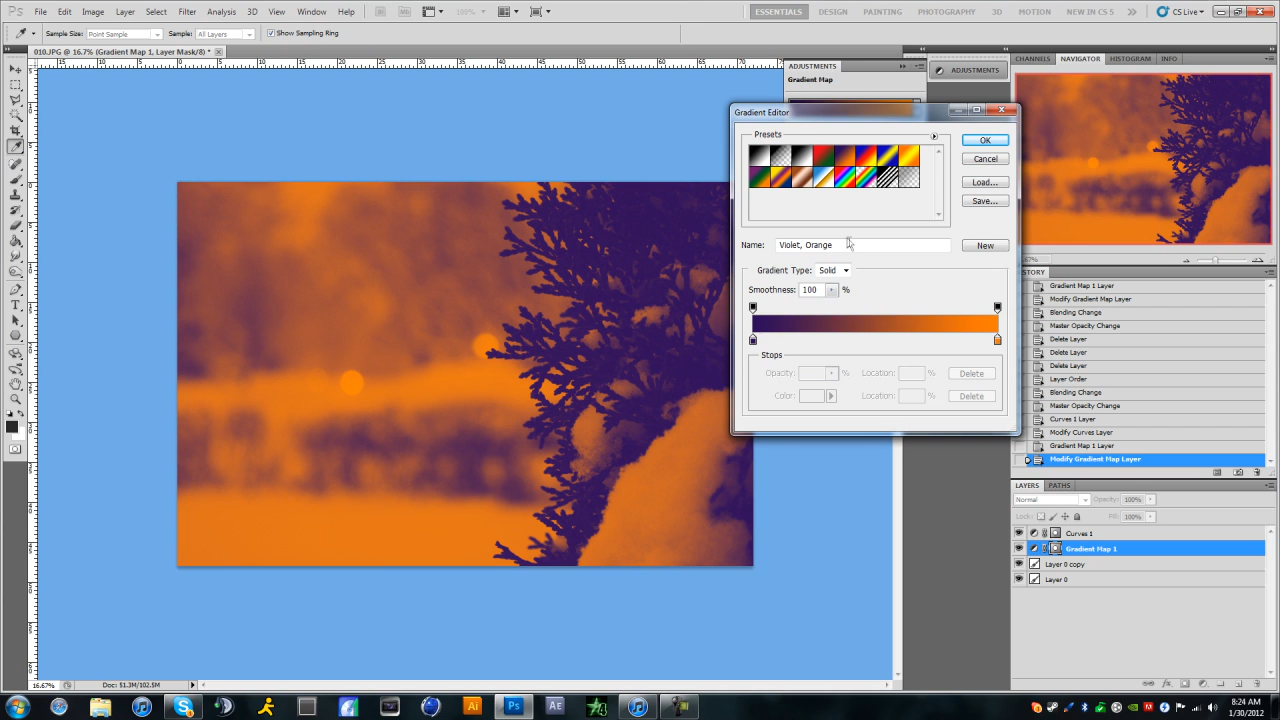 Ps File Edit Image Layer Select Filter Analysis 3D View Window Help 100% ESSENTIALS DESIGN PAINTING PHOTOGRAPHY 3D MOTION NEW IN CS 5 CS Live
Sample Size: Point Sample Sample: All Layers Show Sampling Ring
010.JPG @ 16.7% (Gradient Map 1, Layer Mask/8) *
CHANNELS NAVIGATOR HISTOGRAM INFO
ADJUSTMENTS
ADJUSTMENTS
Gradient Map
Gradient Editor
Presets
OK
Cancel
Load...
Save...
Name: Violet, Orange
New
Gradient Type: Solid
Smoothness: 100 %
Stops
Opacity: % Location: % Delete
Color: Location: % Delete
Gradient Map 1 Layer
Modify Gradient Map Layer
Blending Change
Master Opacity Change
Delete Layer
Delete Layer
Delete Layer
Layer Order
Blending Change
Master Opacity Change
Curves 1 Layer
Modify Curves Layer
Gradient Map 1 Layer
Modify Gradient Map Layer
LAYERS PATHS
Normal Opacity: 100%
Lock: Fill: 100%
Curves 1
Gradient Map 1
Layer 0 copy
Layer 0
16.67% Doc: 51.3M/102.5M
Ai Ps Ae
8:24 AM
1/30/2012